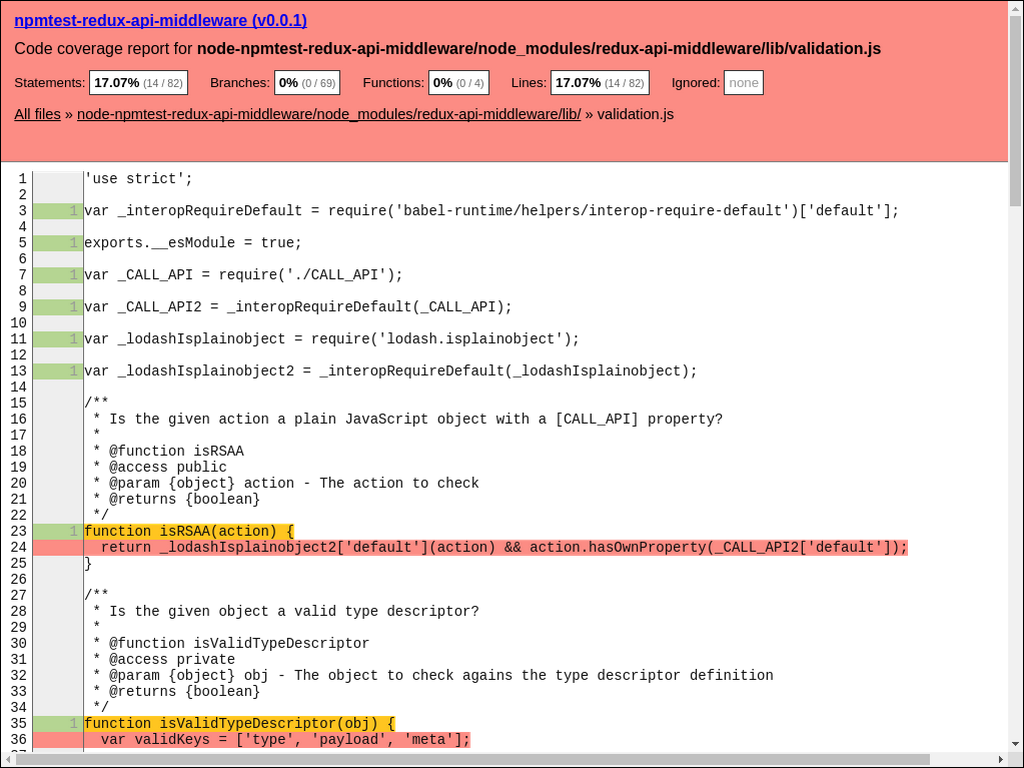 npmtest-redux-api-middleware (v0.0.1)
Code coverage report for node-npmtest-redux-api-middleware/node_modules/redux-api-middleware/lib/validation.js
Statements: 17.07% (14 / 82) Branches: 0% (0 / 69) Functions: 0% (0 / 4) Lines: 17.07% (14 / 82) Ignored: none
All files » node-npmtest-redux-api-middleware/node_modules/redux-api-middleware/lib/ » validation.js
1 'use strict';
2
3 1 var _interopRequireDefault = require('babel-runtime/helpers/interop-require-default')['default'];
4
5 1 exports.__esModule = true;
6
7 1 var _CALL_API = require('./CALL_API');
8
9 1 var _CALL_API2 = _interopRequireDefault(_CALL_API);
10
11 1 var _lodashIsplainobject = require('lodash.isplainobject');
12
13 1 var _lodashIsplainobject2 = _interopRequireDefault(_lodashIsplainobject);
14
15 /**
16 * Is the given action a plain JavaScript object with a [CALL_API] property?
17 *
18 * @function isRSAA
19 * @access public
20 * @param {object} action - The action to check
21 * @returns {boolean}
22 */
23 1 function isRSAA(action) {
24 return _lodashIsplainobject2['default'](action) && action.hasOwnProperty(_CALL_API2['default']);
25 }
26
27 /**
28 * Is the given object a valid type descriptor?
29 *
30 * @function isValidTypeDescriptor
31 * @access private
32 * @param {object} obj - The object to check agains the type descriptor definition
33 * @returns {boolean}
34 */
35 1 function isValidTypeDescriptor(obj) {
36 var validKeys = ['type', 'payload', 'meta'];